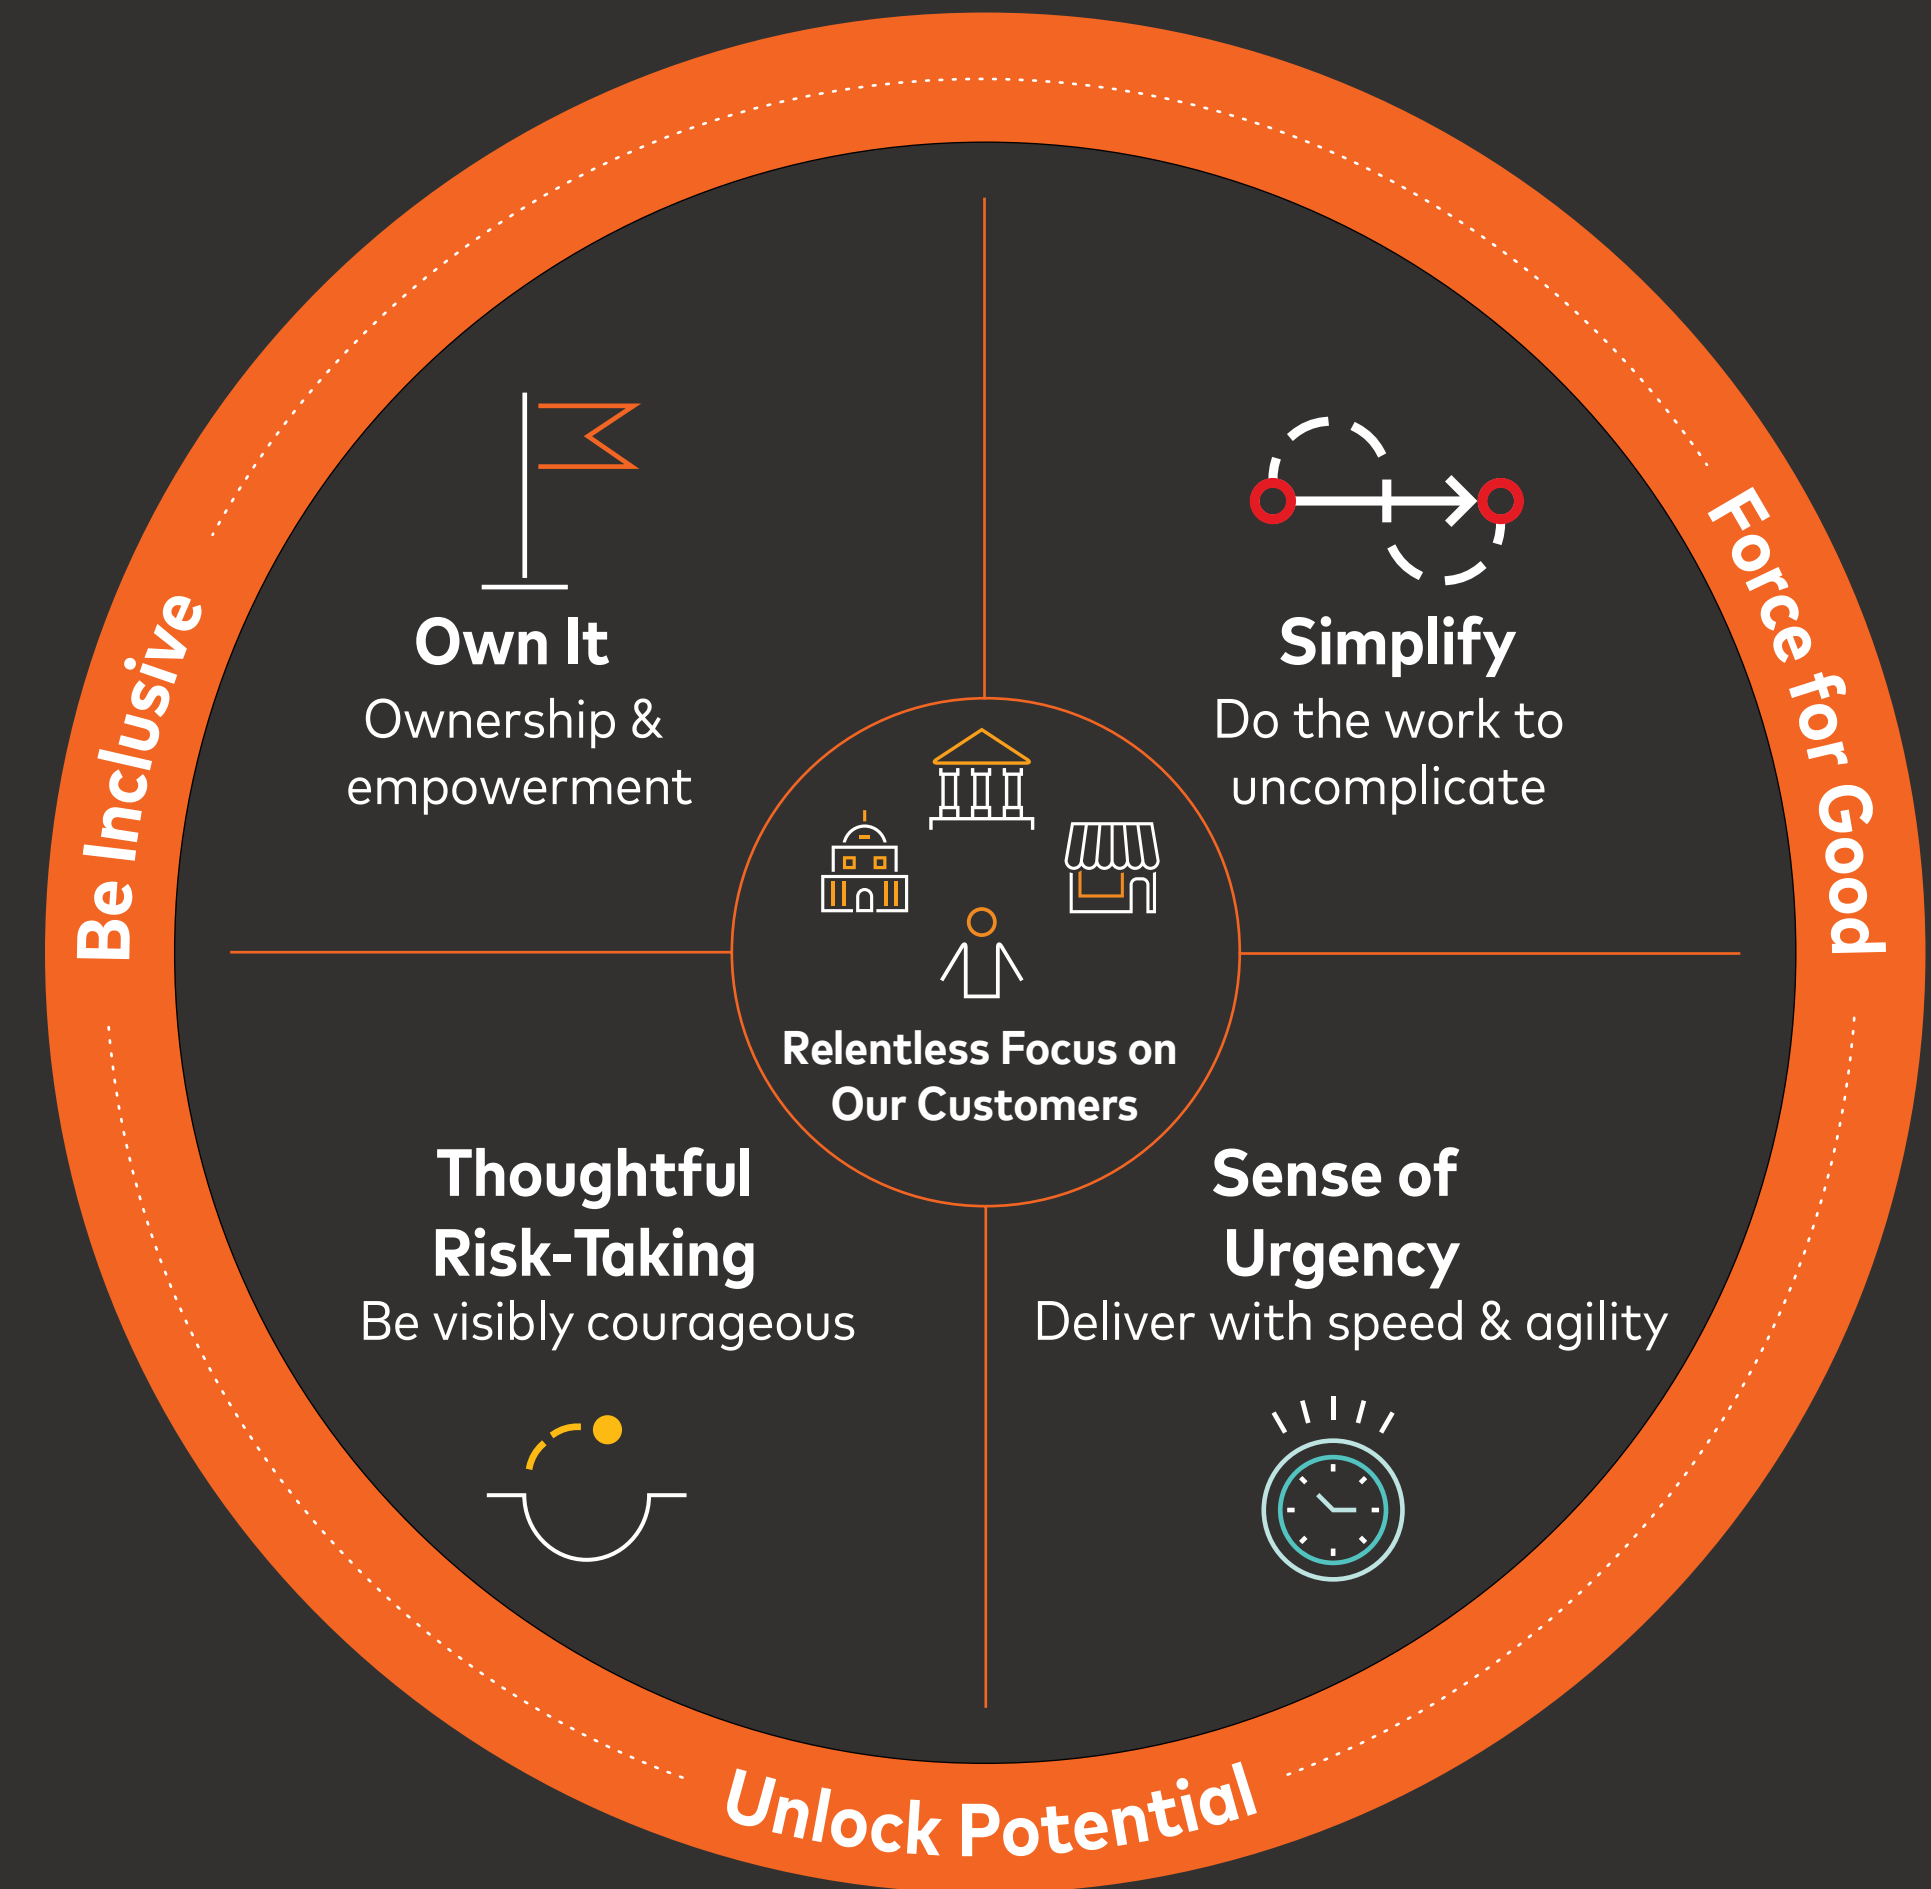 Be Inclusive
Force for Good
Unlock Potential
Own It
Ownership &
empowerment
Simplify
Do the work to
uncomplicate
Relentless Focus on
Our Customers
Thoughtful
Risk-Taking
Be visibly courageous
Sense of
Urgency
Deliver with speed & agility